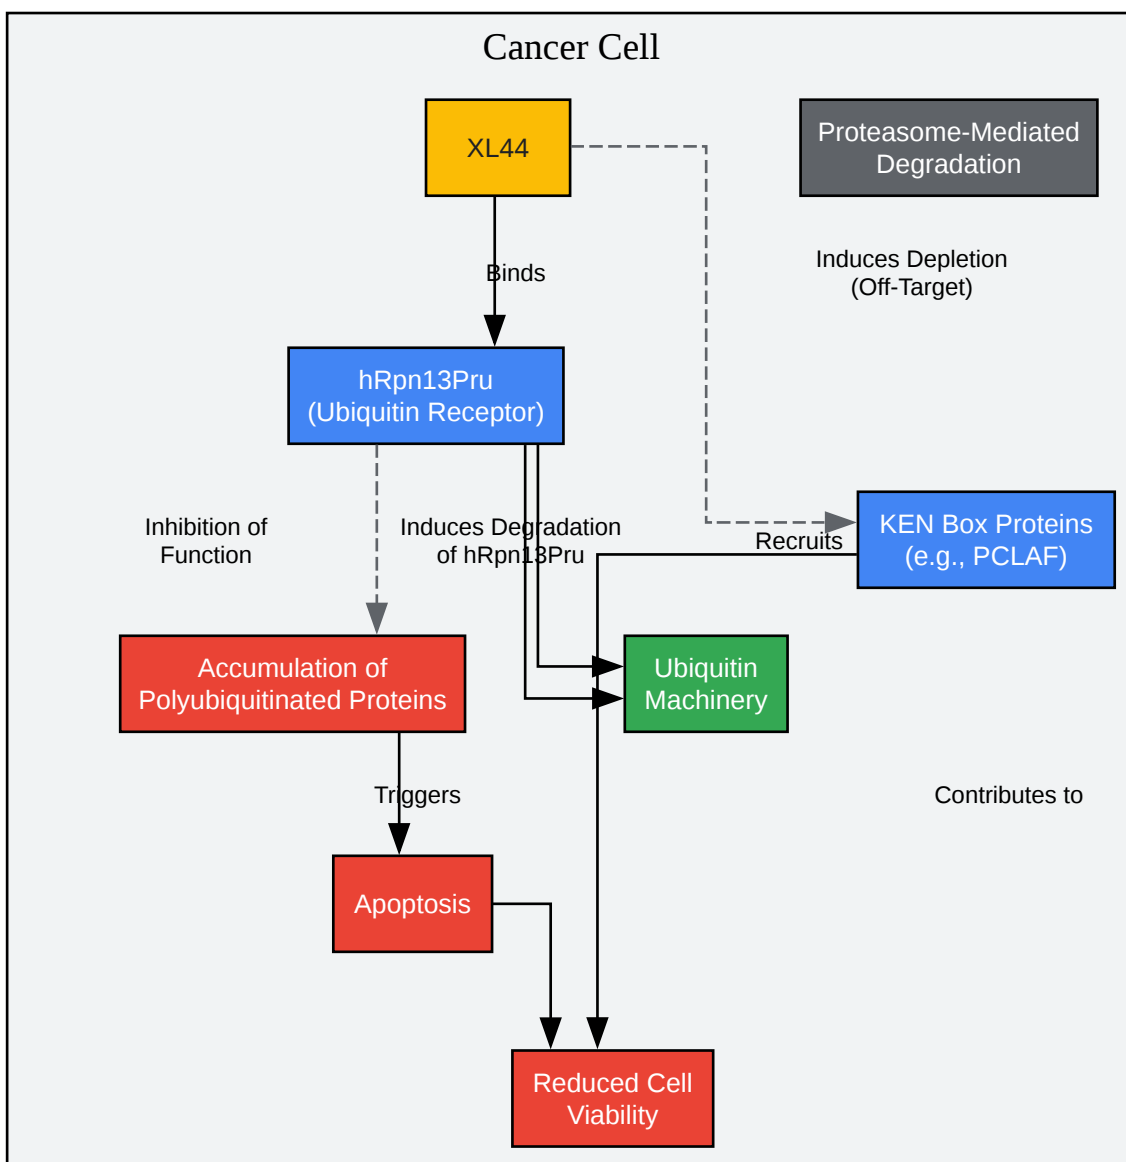 Cancer Cell
XL44
Proteasome-Mediated
Degradation
Binds
Induces Depletion
(Off-Target)
hRpn13Pru
(Ubiquitin Receptor)
Inhibition of
Function
Induces Degradation
of hRpn13Pru
Recruits
KEN Box Proteins
(e.g., PCLAF)
Accumulation of
Polyubiquitinated Proteins
Ubiquitin
Machinery
Triggers
Contributes to
Apoptosis
Reduced Cell
Viability